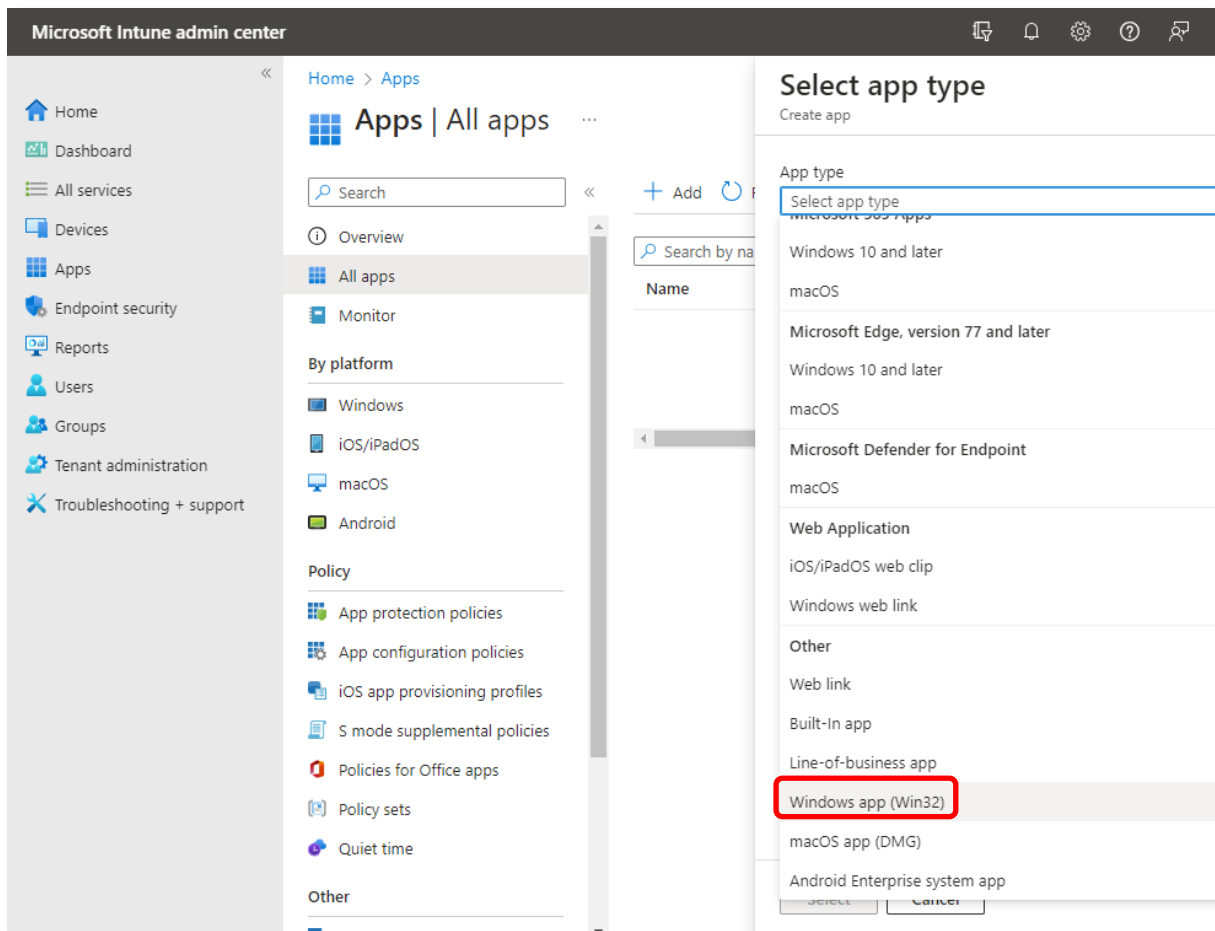 Microsoft Intune admin center
«
Home
Dashboard
All services
Devices
Apps
Endpoint security
Reports
Users
Groups
Tenant administration
Troubleshooting + support
Home > Apps
Apps | All apps ...
Search
«
Overview
All apps
Monitor
By platform
Windows
iOS/iPadOS
macOS
Android
Policy
App protection policies
App configuration policies
iOS app provisioning profiles
S mode supplemental policies
Policies for Office apps
Policy sets
Quiet time
Other
+ Add
Search by na
Name
Select app type
Create app
App type
Select app type
Microsoft 365 Apps
Windows 10 and later
macOS
Microsoft Edge, version 77 and later
Windows 10 and later
macOS
Microsoft Defender for Endpoint
macOS
Web Application
iOS/iPadOS web clip
Windows web link
Other
Web link
Built-In app
Line-of-business app
Windows app (Win32)
macOS app (DMG)
Android Enterprise system app
Select Cancel